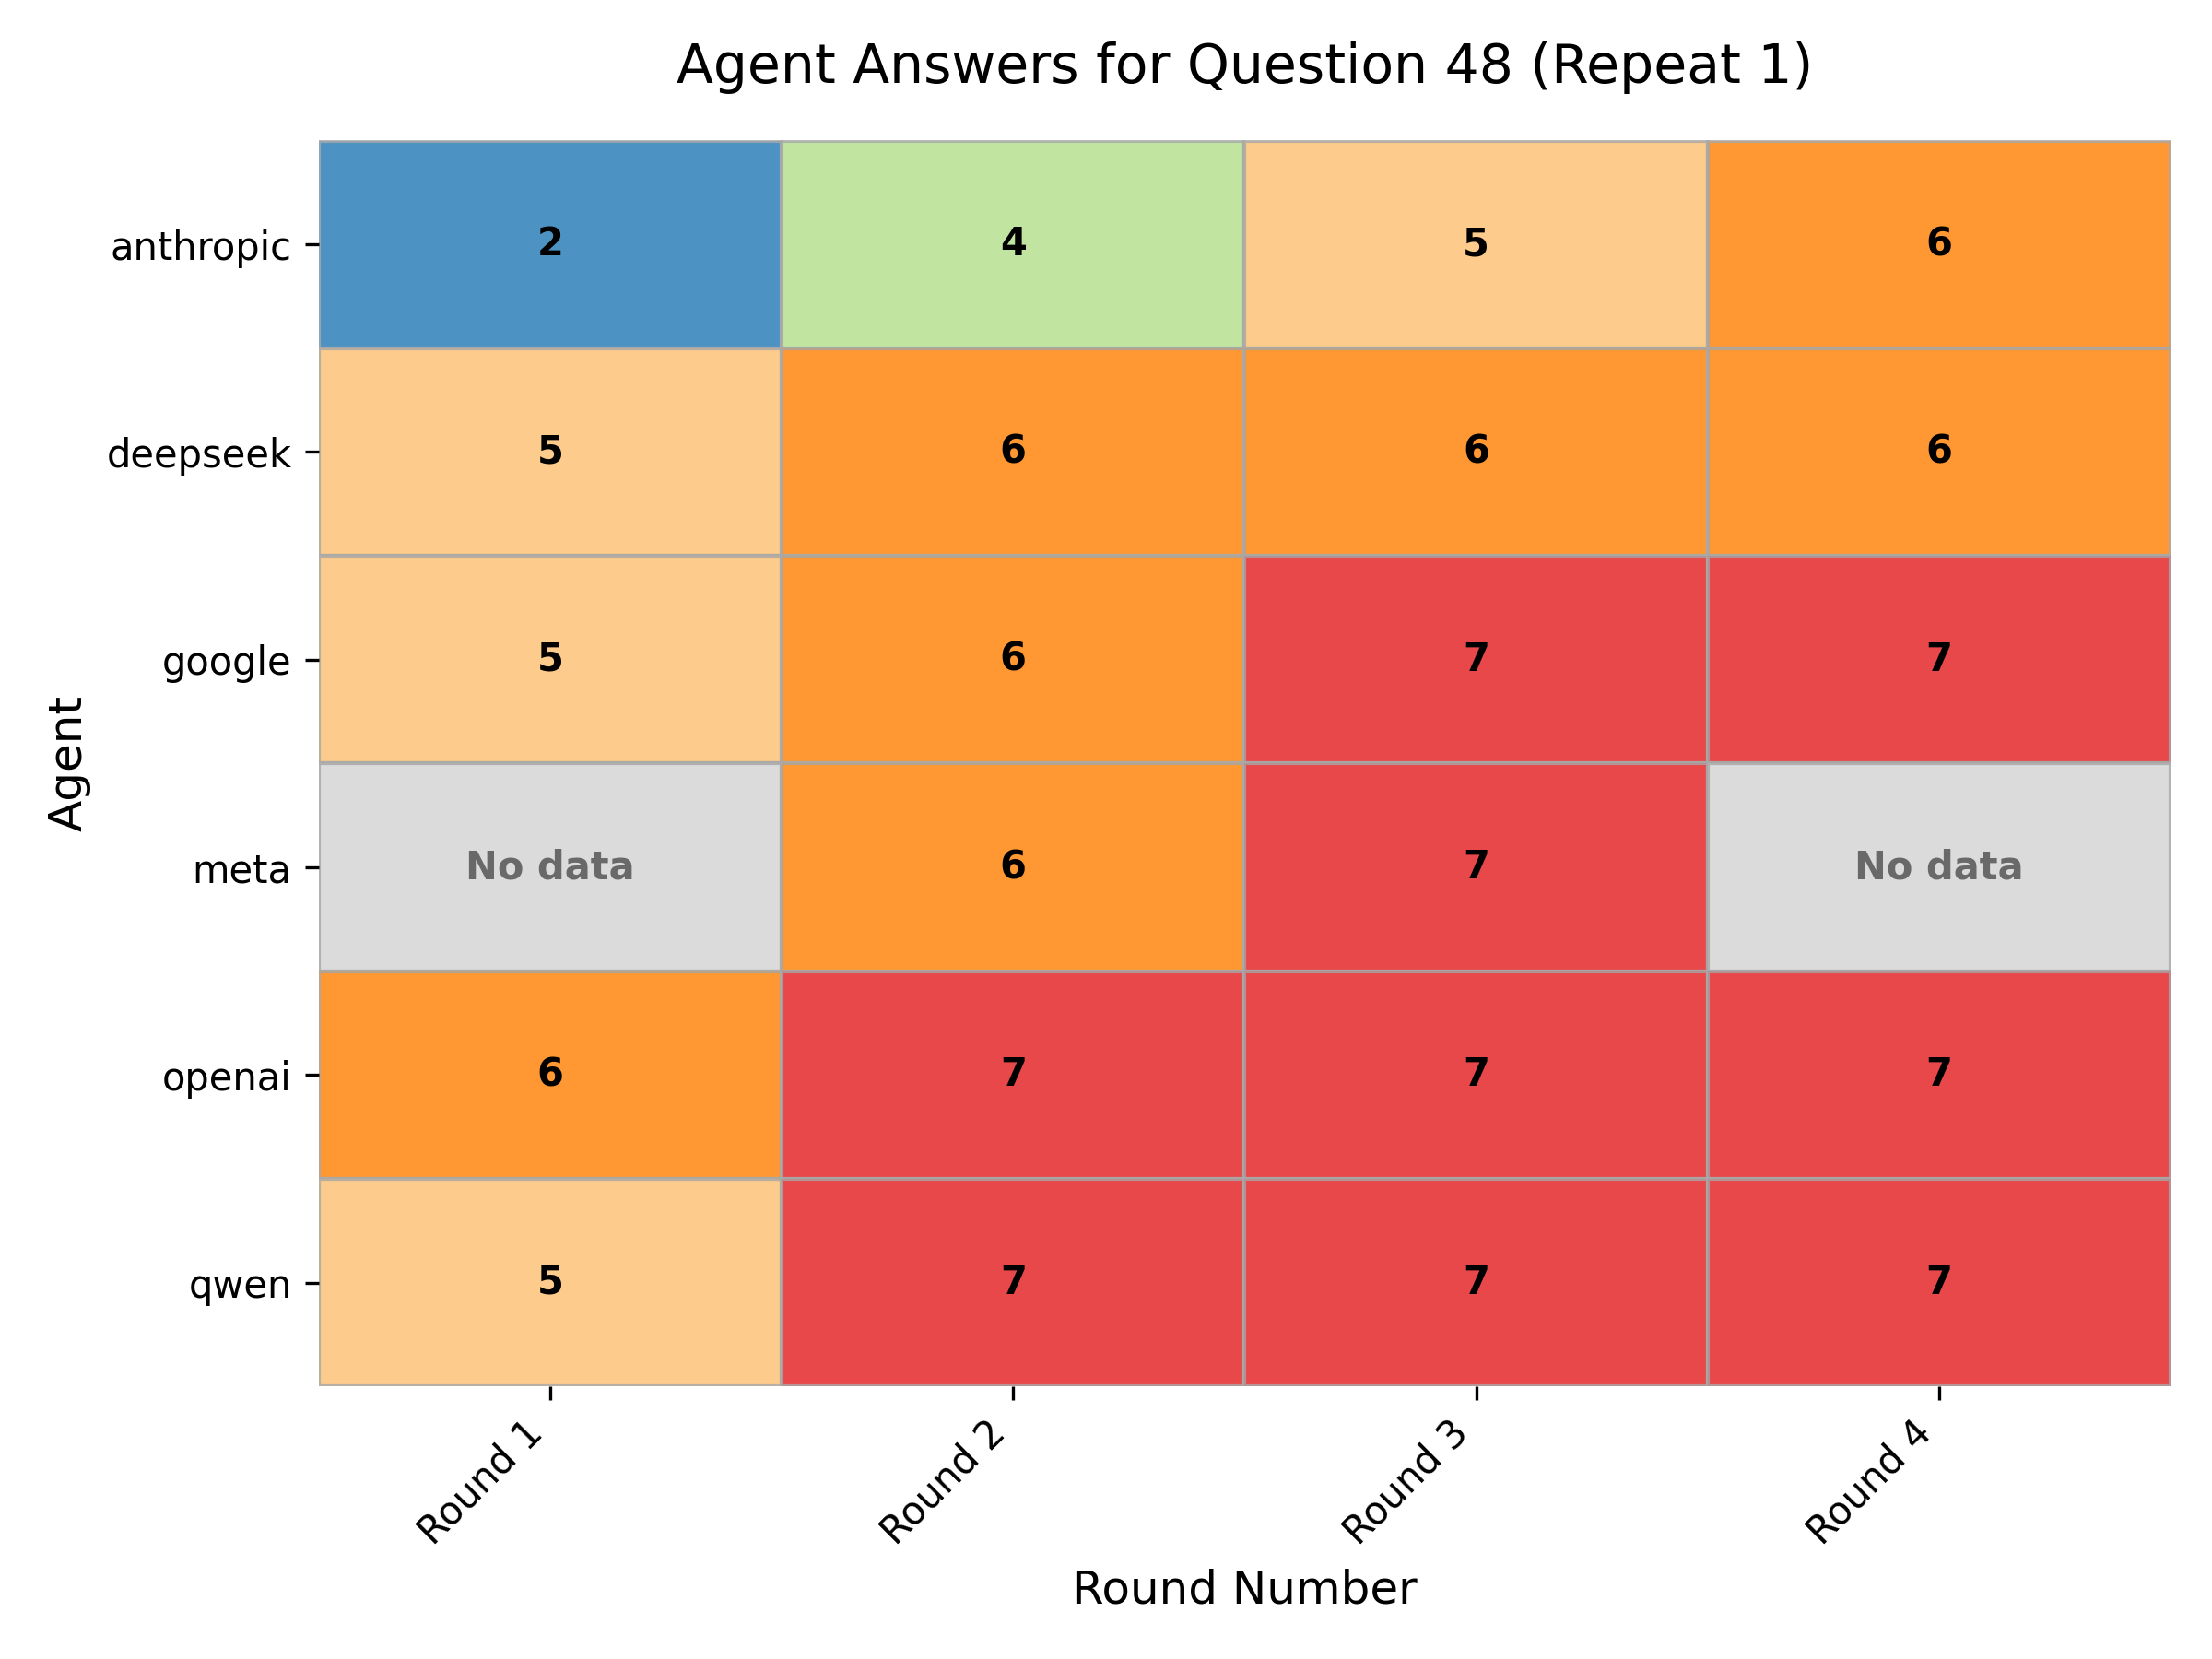 Agent Answers for Question 48 (Repeat 1)
Agent
anthropic 2 4 5 6
deepseek 5 6 6 6
google 5 6 7 7
meta No data 6 7 No data
openai 6 7 7 7
qwen 5 7 7 7
Round 1 Round 2 Round 3 Round 4
Round Number